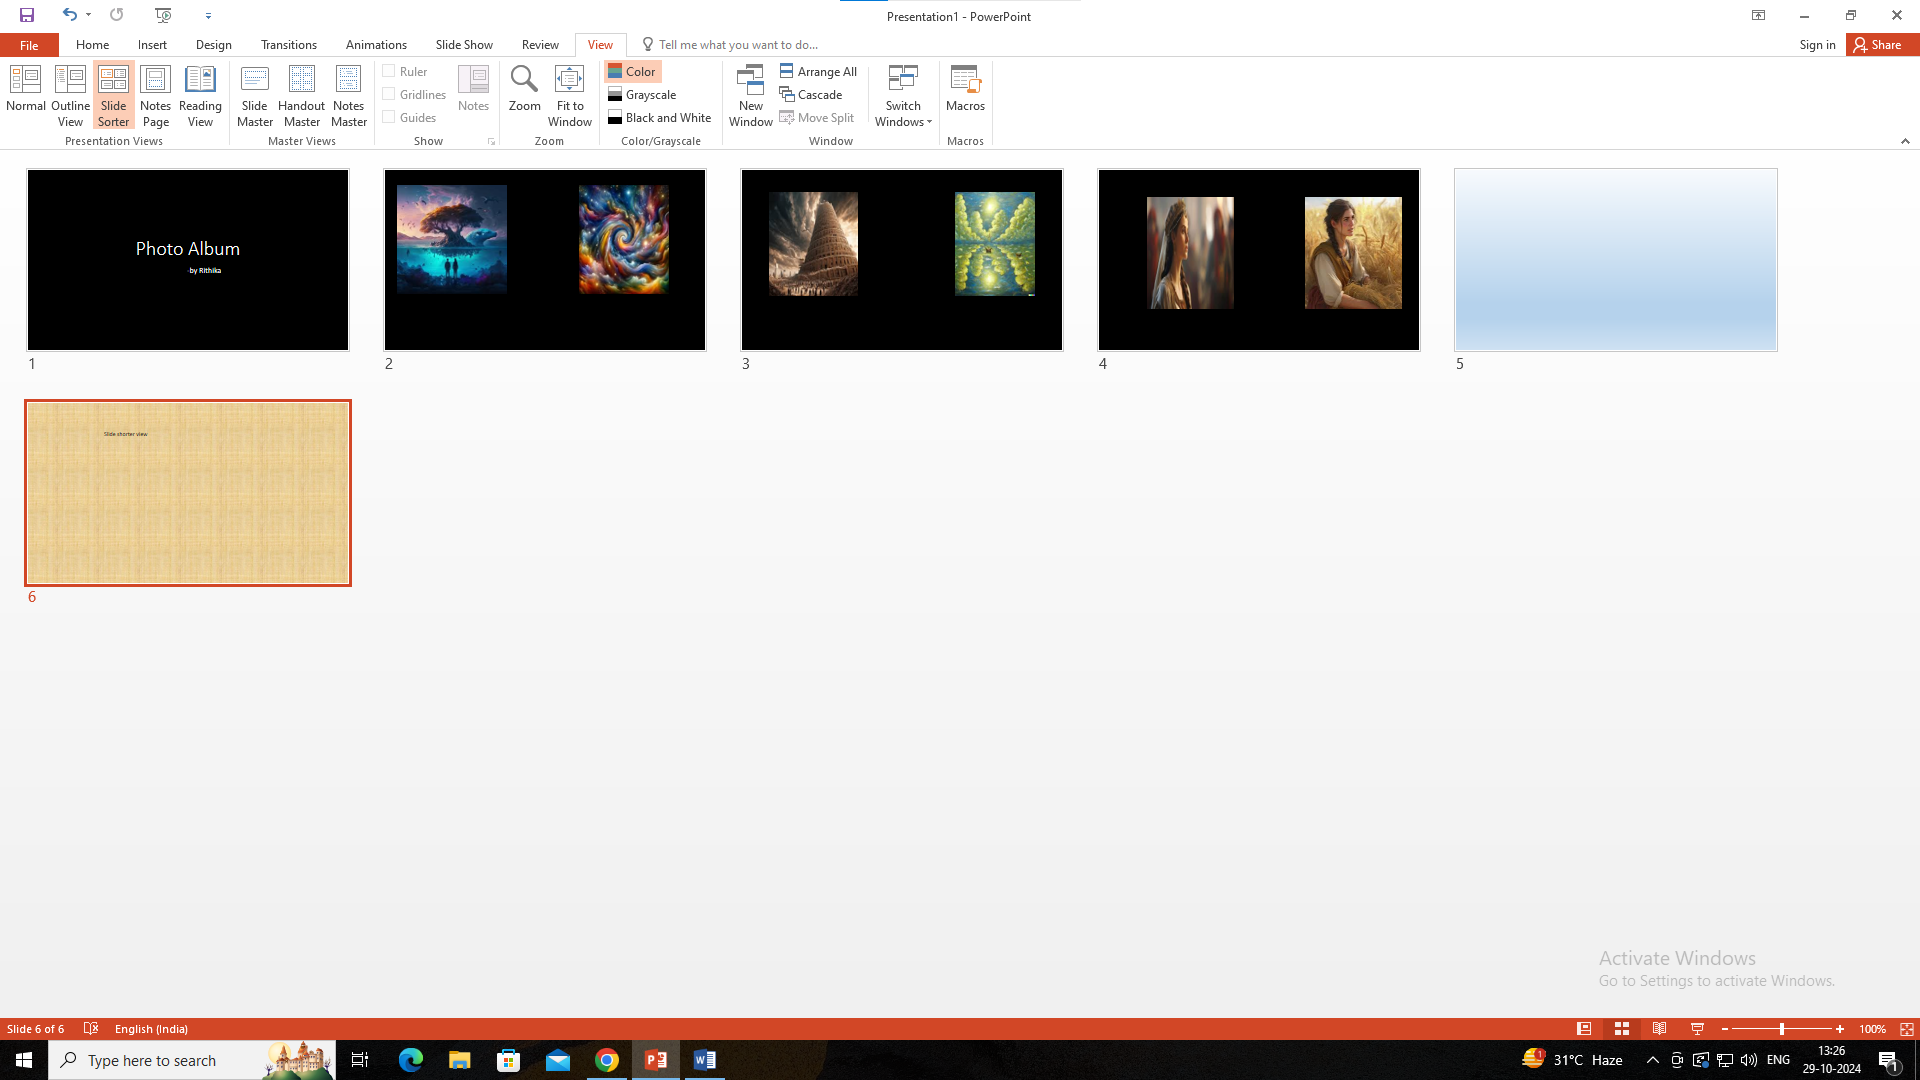 Presentation1 - PowerPoint
File Home Insert Design Transitions Animations Slide Show Review View Tell me what you want to do... Sign in Share
Normal Outline View Slide Sorter Notes Page Reading View
Presentation Views
Slide Master Handout Master Notes Master
Master Views
Ruler
Gridlines
Guides
Notes
Show
Zoom Fit to Window
Zoom
Color
Grayscale
Black and White
Color/Grayscale
New Window
Arrange All
Cascade
Move Split
Switch Windows
Window
Macros
Macros
Photo Album
-by Rithika
1 2 3 4 5
Slide shorter view
6
Activate Windows
Go to Settings to activate Windows.
Slide 6 of 6 English (India) 100%
Type here to search
31°C Haze ENG
13:26
29-10-2024
1